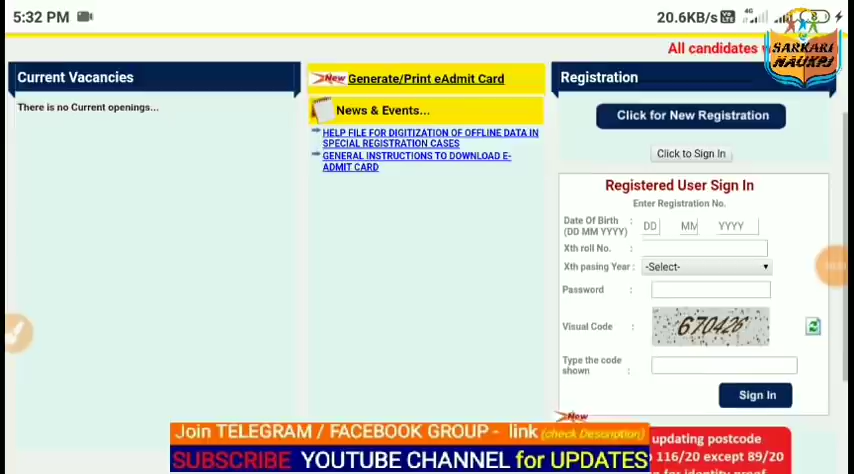 5:32 PM
20.6KB/s
4G
All candidates
SARKARI
NAUKRI
Current Vacancies
There is no Current openings...
New Generate/Print eAdmit Card
News & Events...
HELP FILE FOR DIGITIZATION OF OFFLINE DATA IN
SPECIAL REGISTRATION CASES
GENERAL INSTRUCTIONS TO DOWNLOAD E-
ADMIT CARD
Registration
Click for New Registration
Click to Sign In
Registered User Sign In
Enter Registration No.
Date Of Birth :
(DD MM YYYY)
DD MM YYYY
Xth roll No. :
Xth pasing Year : -Select-
Password :
Visual Code : 670426
Type the code
shown :
Sign In
New
updating postcode
116/20 except 89/20
for identity proof
Join TELEGRAM / FACEBOOK GROUP - link (check Description)
SUBSCRIBE YOUTUBE CHANNEL for UPDATES